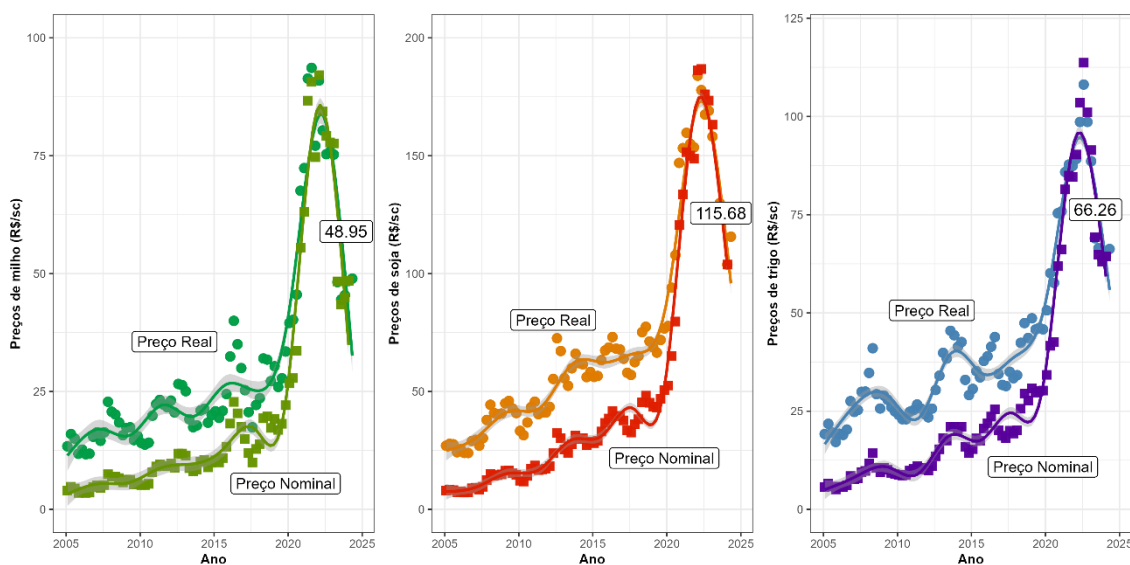 Preços de milho (R$/sc)
100
75
50
25
0
48.95
Preço Real
Preço Nominal
2005 2010 2015 2020 2025
Ano
Preços de soja (R$/sc)
200
150
100
50
0
115.68
Preço Real
Preço Nominal
2005 2010 2015 2020 2025
Ano
Preços de trigo (R$/sc)
125
100
75
50
25
0
66.26
Preço Real
Preço Nominal
2005 2010 2015 2020 2025
Ano